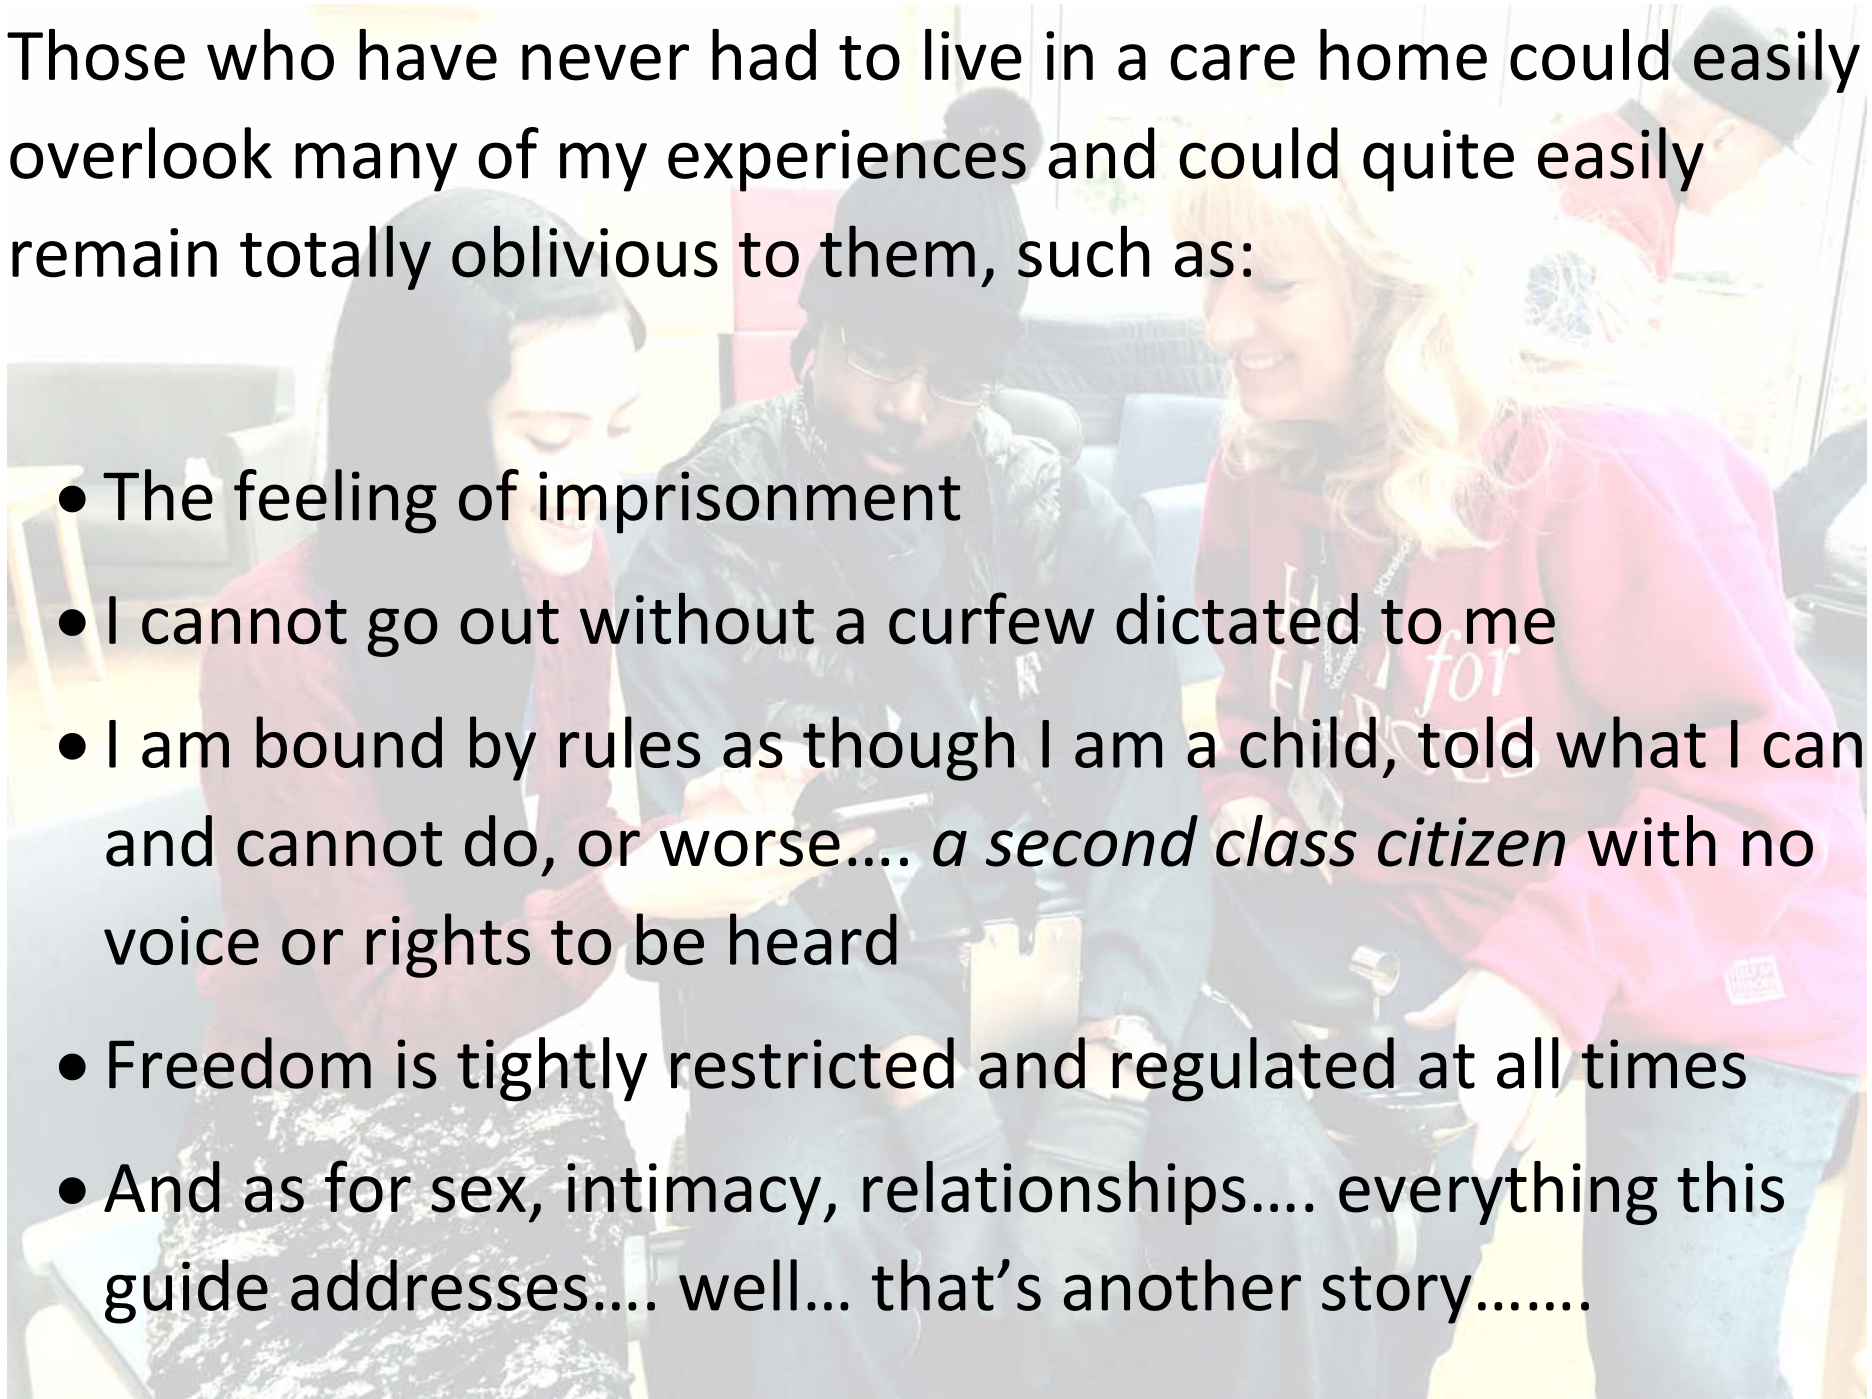 Those who have never had to live in a care home could easily
overlook many of my experiences and could quite easily
remain totally oblivious to them, such as:
• The feeling of imprisonment
• I cannot go out without a curfew dictated to me
• I am bound by rules as though I am a child, told what I can
and cannot do, or worse…. a second class citizen with no
voice or rights to be heard
• Freedom is tightly restricted and regulated at all times
• And as for sex, intimacy, relationships…. everything this
guide addresses…. well… that’s another story…….
for